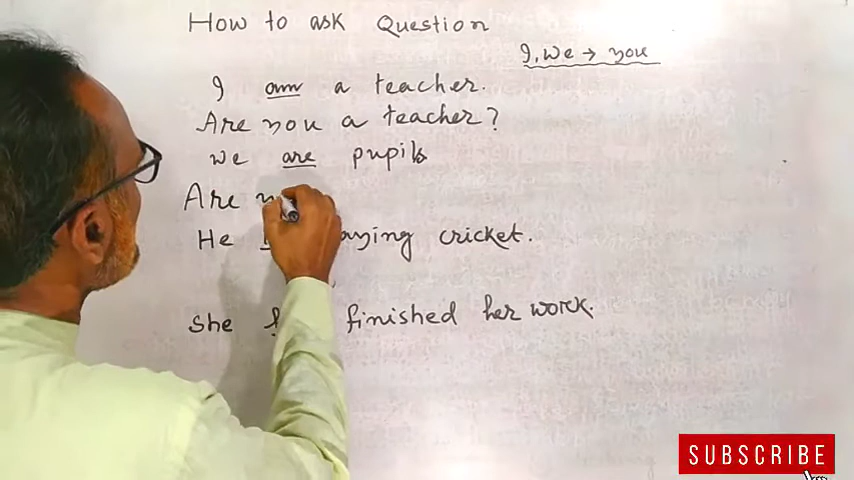 How to ask Question
I, we → you
I am a teacher.
Are you a teacher?
we are pupils
Are
He playing cricket.
She finished her work.
SUBSCRIBE